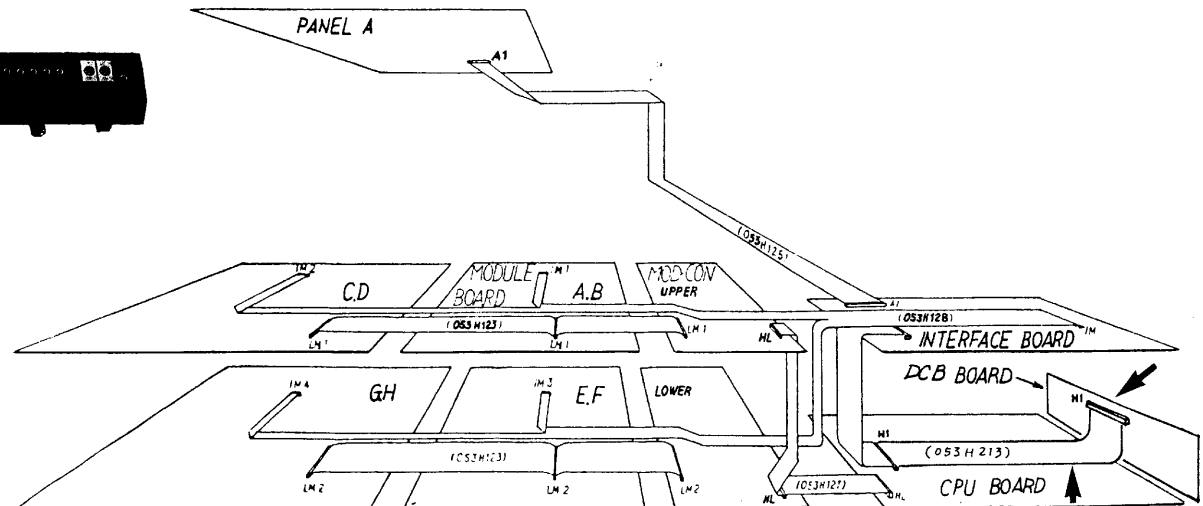 PANEL A
A1
(053H125)
IM2
C.D
MODULE
BOARD
IM1
A.B
MOD-CON
UPPER
A1
(053H128)
IM
(053H123)
LM1
LM1
LM1
HL
INTERFACE BOARD
DCB BOARD
IM4
G.H
IM3
E.F
LOWER
H1
H1
(053H213)
(053H123)
LM2
LM2
LM2
HL
(053H127)
HL
CPU BOARD